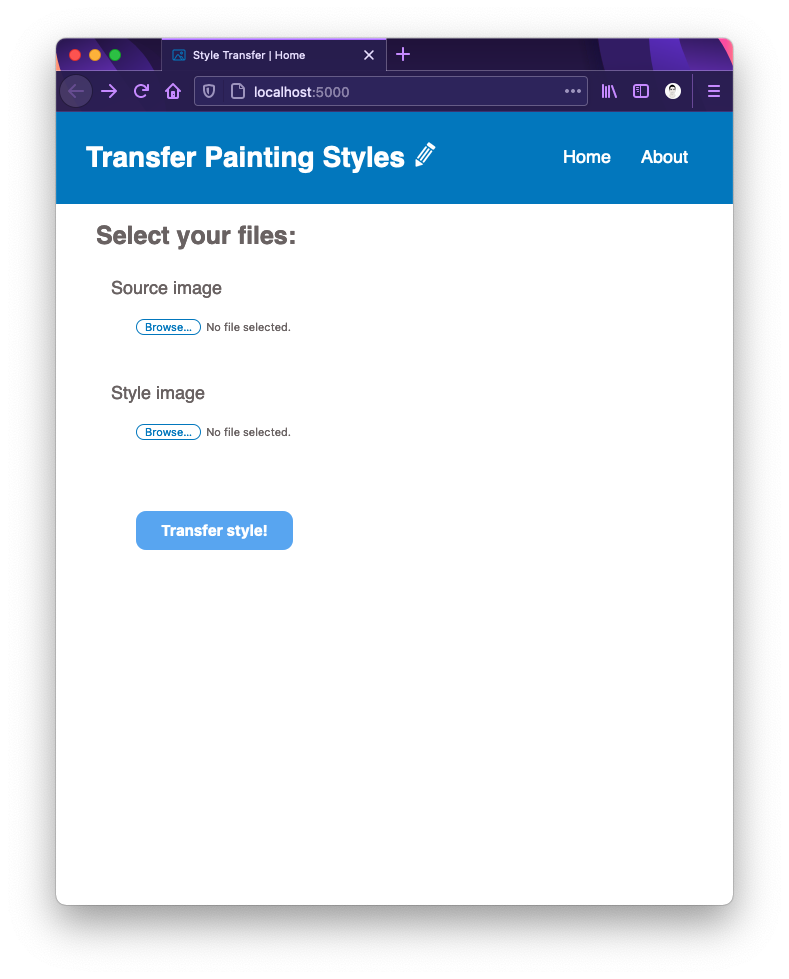 Style Transfer | Home
localhost:5000
Transfer Painting Styles
Home
About
Select your files:
Source image
Browse... No file selected.
Style image
Browse... No file selected.
Transfer style!